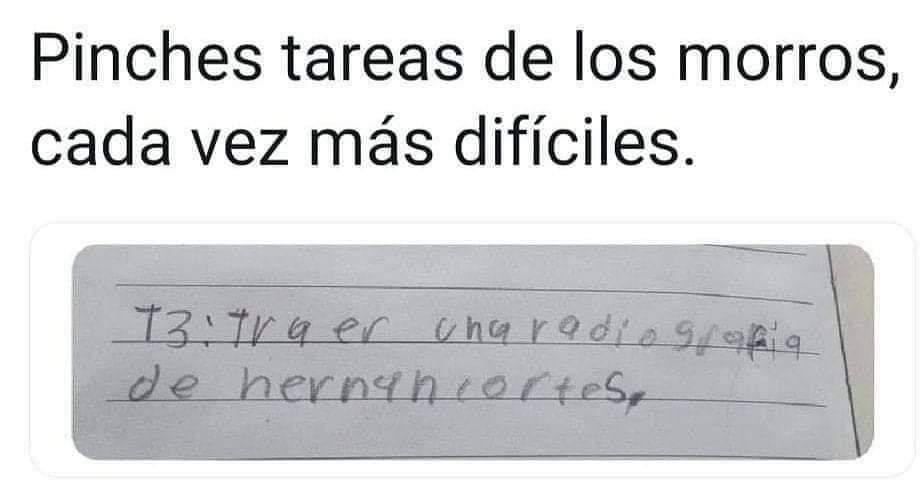 Pinches tareas de los morros,
cada vez más difíciles.
T3: traer una radiografia
de hernan cortes,